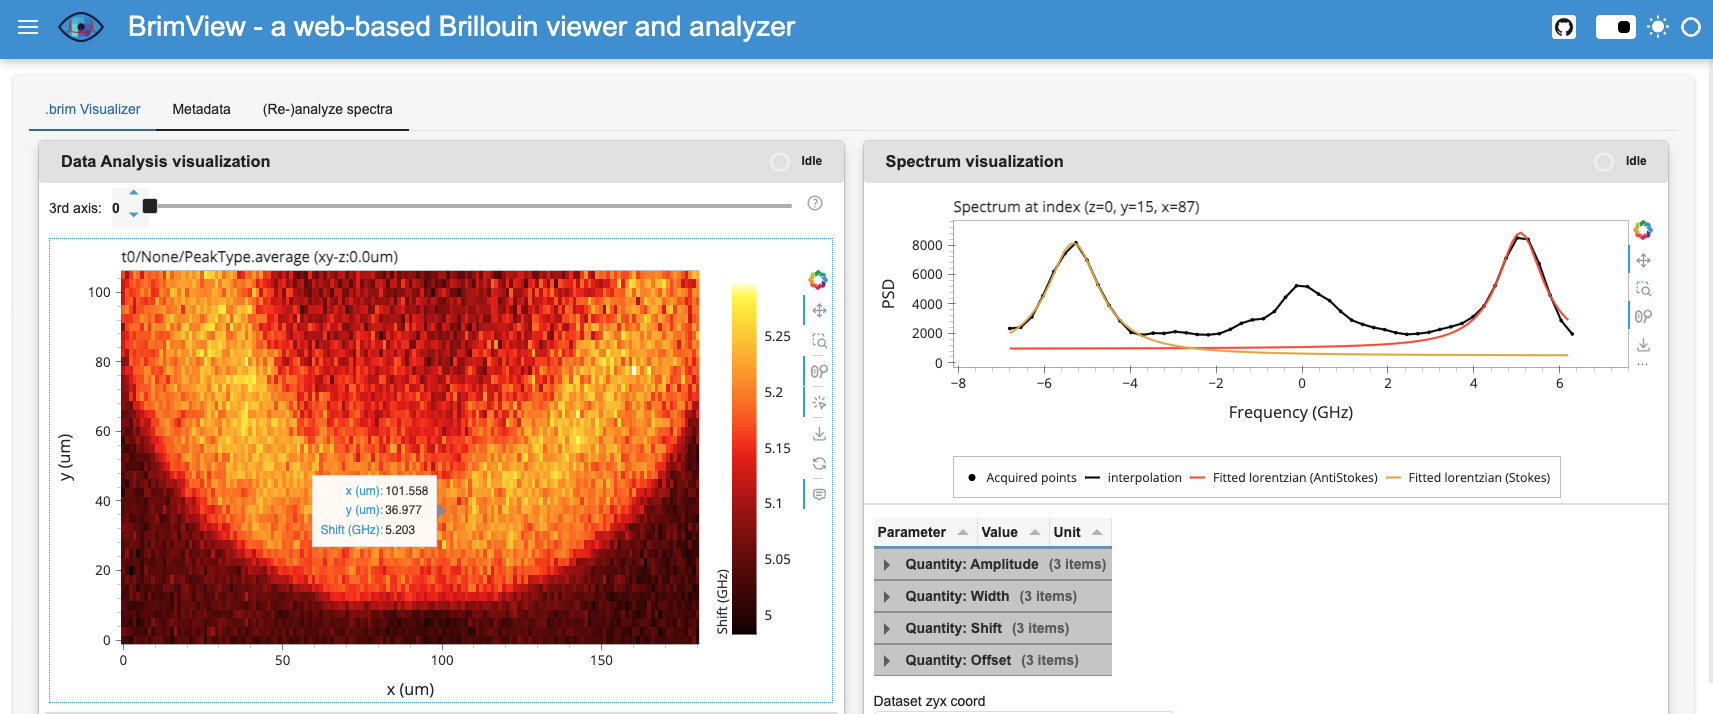 BrimView - a web-based Brillouin viewer and analyzer
.brim Visualizer
Metadata
(Re-)analyze spectra
Data Analysis visualization
Idle
3rd axis: 0
t0/None/PeakType.average (xy-z:0.0um)
100
80
60
40
20
0
y (um)
0
50
100
150
x (um)
x (um): 101.558
y (um): 36.977
Shift (GHz): 5.203
5.25
5.2
5.15
5.1
5.05
5
Shift (GHz)
Spectrum visualization
Idle
Spectrum at index (z=0, y=15, x=87)
8000
6000
4000
2000
0
PSD
−8
−6
−4
−2
0
2
4
6
Frequency (GHz)
Acquired points
interpolation
Fitted lorentzian (AntiStokes)
Fitted lorentzian (Stokes)
Parameter Value Unit
Quantity: Amplitude (3 items)
Quantity: Width (3 items)
Quantity: Shift (3 items)
Quantity: Offset (3 items)
Dataset zyx coord